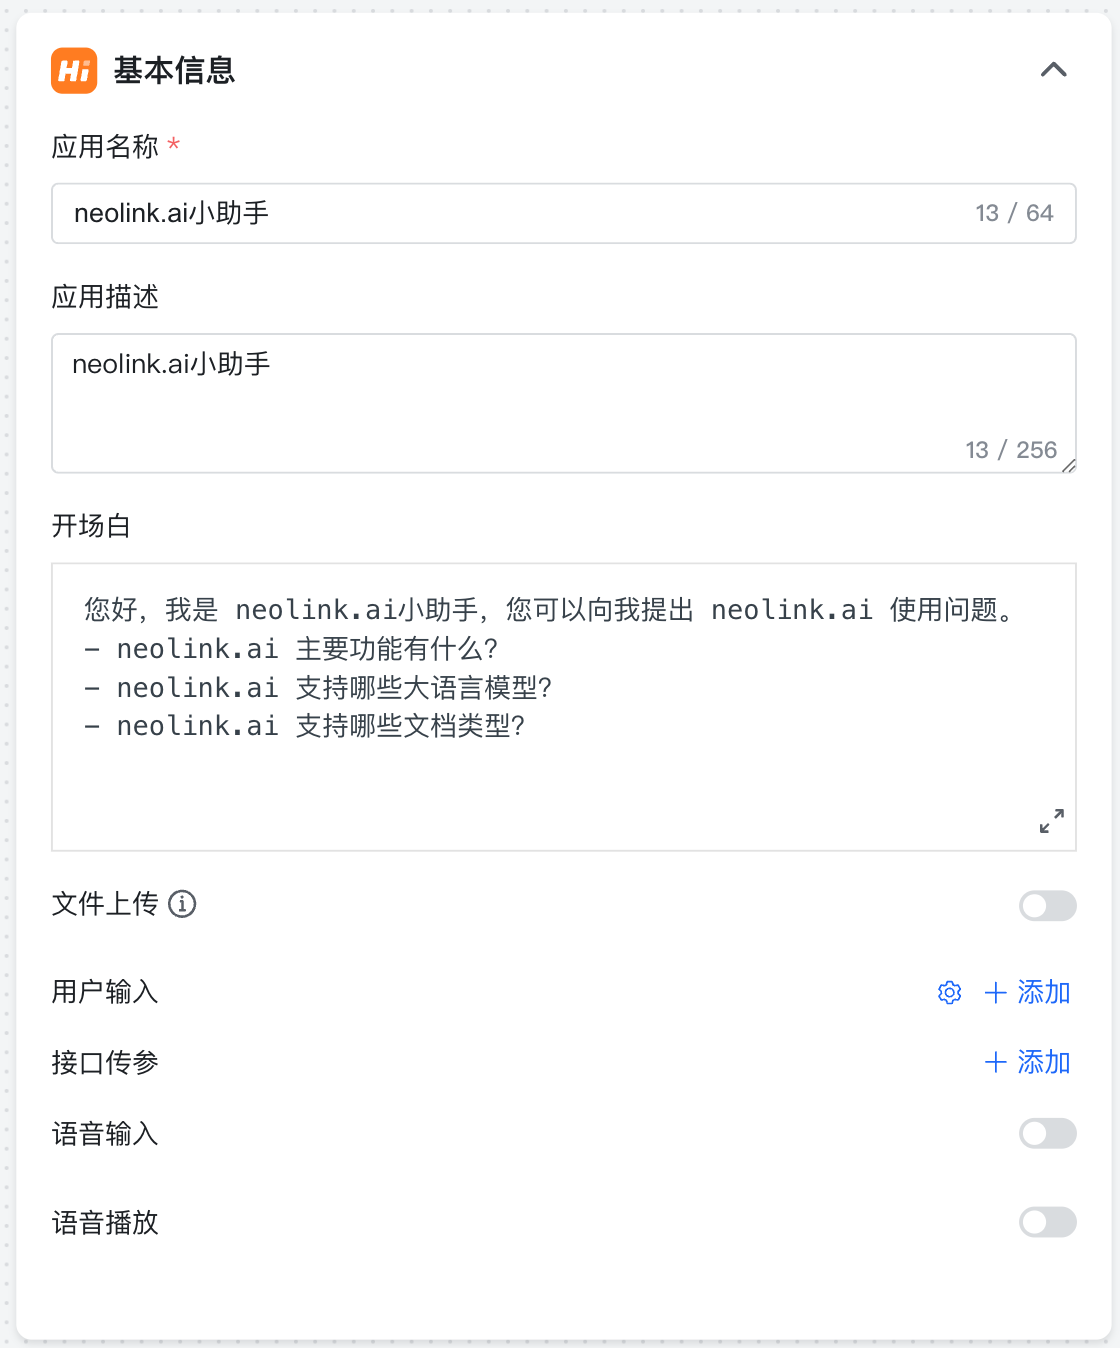 Hi 基本信息
应用名称 *
neolink.ai小助手 13 / 64
应用描述
neolink.ai小助手
13 / 256
开场白
您好，我是 neolink.ai小助手，您可以向我提出 neolink.ai 使用问题。
- neolink.ai 主要功能有什么？
- neolink.ai 支持哪些大语言模型？
- neolink.ai 支持哪些文档类型？
文件上传
用户输入 + 添加
接口传参 + 添加
语音输入
语音播放